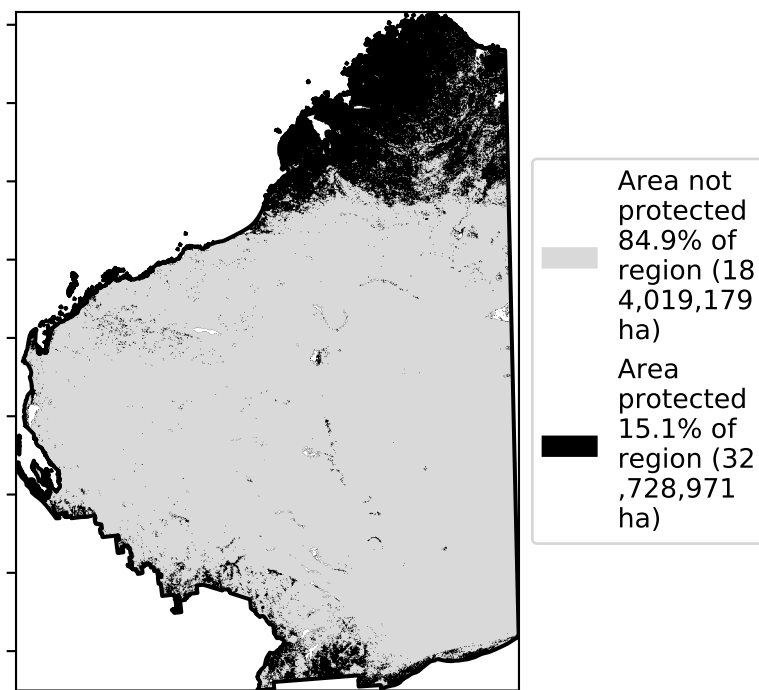 Area not
protected
84.9% of
region (18
4,019,179
ha)
Area
protected
15.1% of
region (32
,728,971
ha)